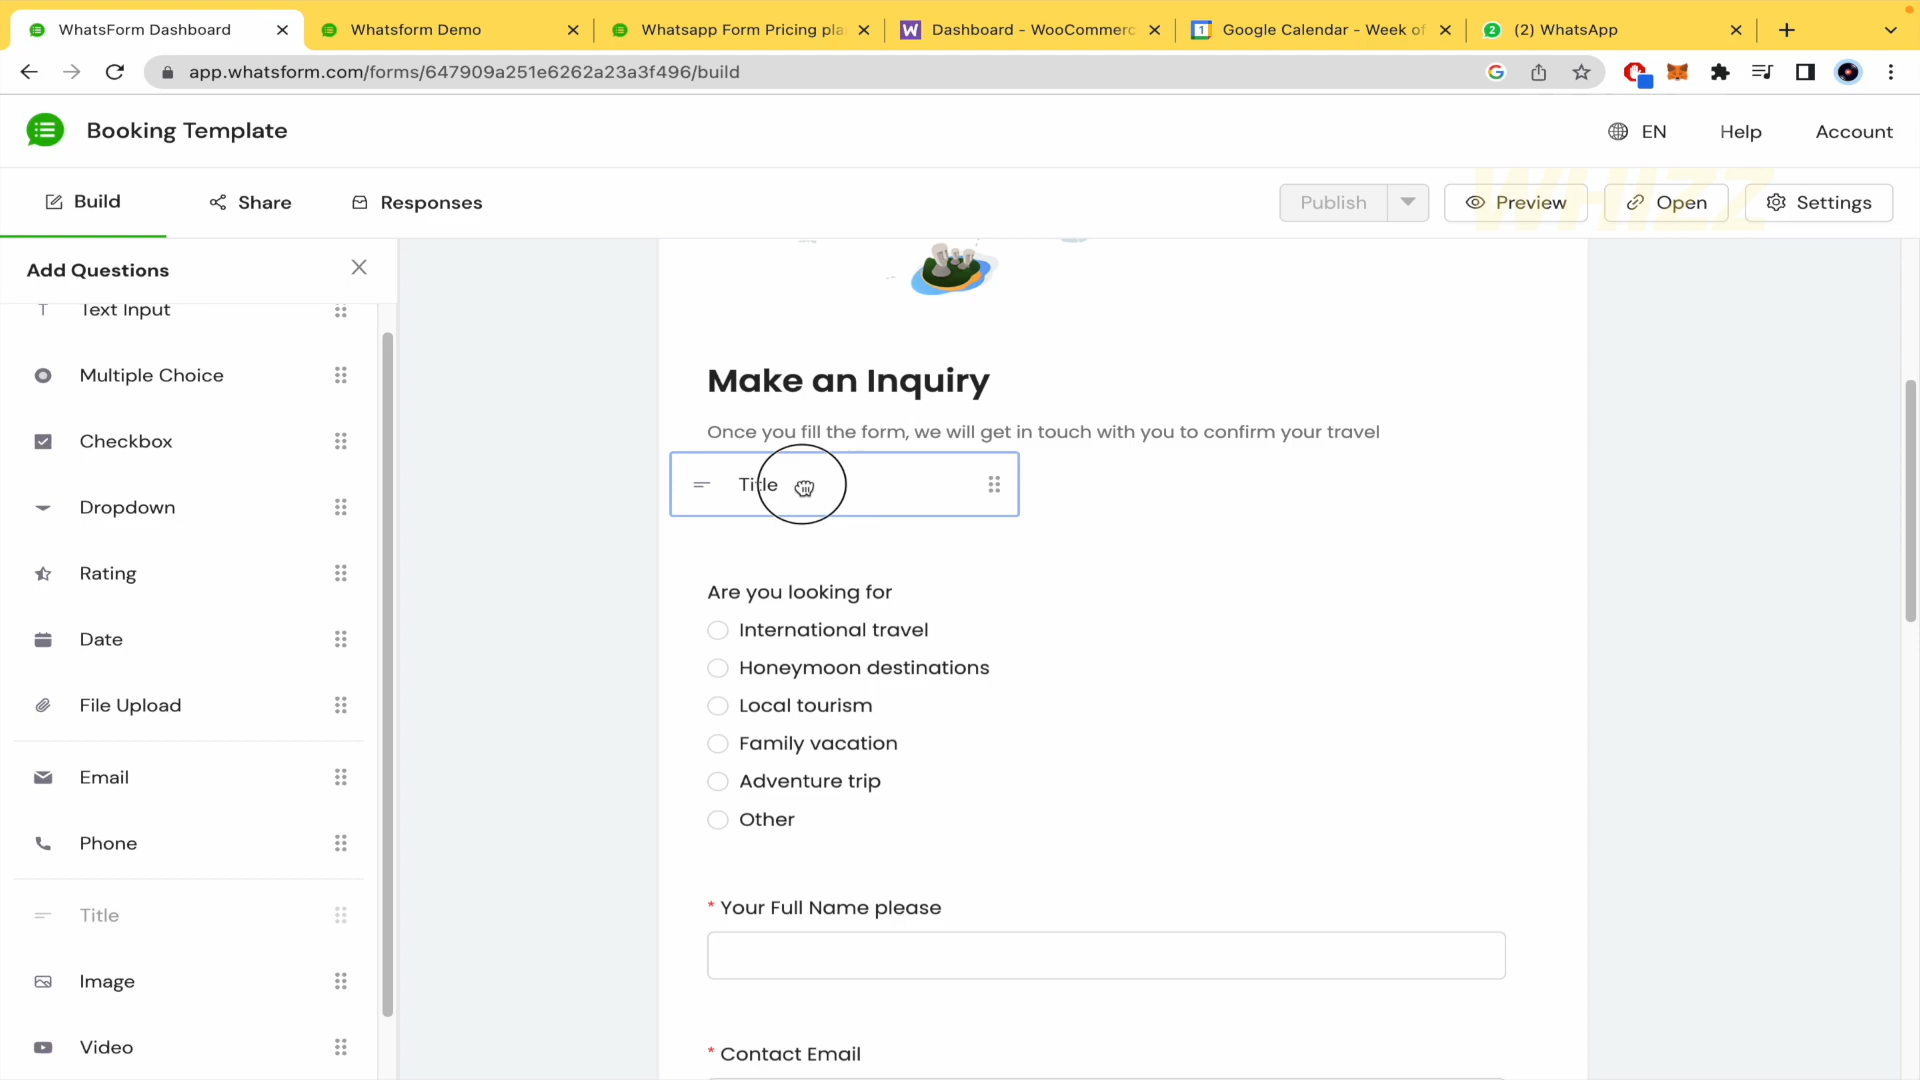 WhatsForm Dashboard
Whatsform Demo
Whatsapp Form Pricing pla
Dashboard - WooCommerc
Google Calendar - Week of
(2) WhatsApp
app.whatsform.com/forms/647909a251e6262a23a3f496/build
Booking Template
EN
Help
Account
Build
Share
Responses
Publish
Preview
Open
Settings
WHIZZ
Add Questions
Text Input
Multiple Choice
Checkbox
Dropdown
Rating
Date
File Upload
Email
Phone
Title
Image
Video
Make an Inquiry
Once you fill the form, we will get in touch with you to confirm your travel
Title
Are you looking for
International travel
Honeymoon destinations
Local tourism
Family vacation
Adventure trip
Other
* Your Full Name please
* Contact Email